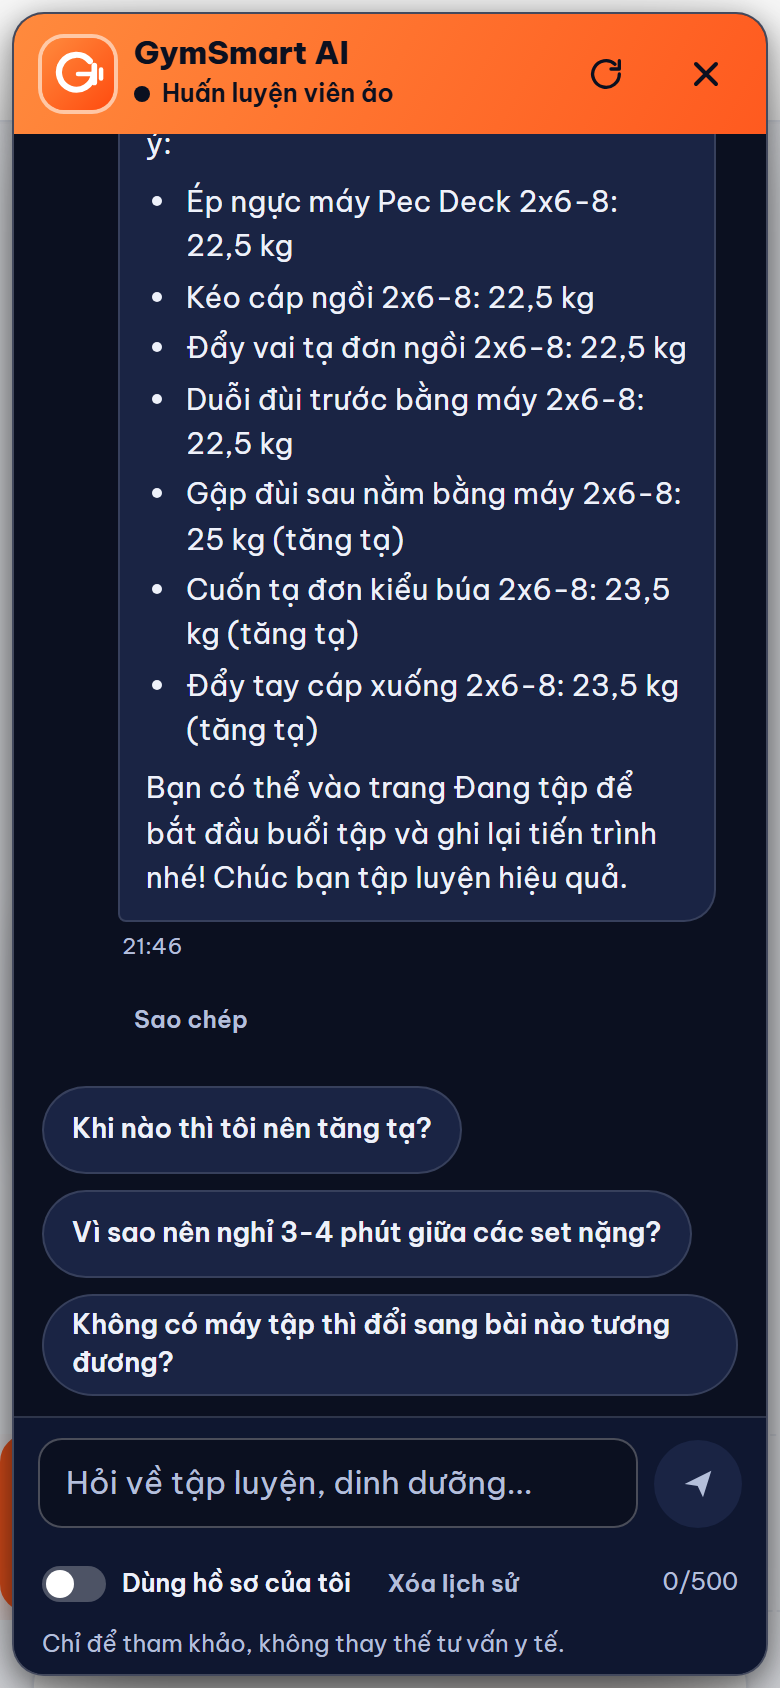 GymSmart AI
Huấn luyện viên ảo
ý:
Ép ngực máy Pec Deck 2x6-8:
22,5 kg
Kéo cáp ngồi 2x6-8: 22,5 kg
Đẩy vai tạ đơn ngồi 2x6-8: 22,5 kg
Duỗi đùi trước bằng máy 2x6-8:
22,5 kg
Gập đùi sau nằm bằng máy 2x6-8:
25 kg (tăng tạ)
Cuốn tạ đơn kiểu búa 2x6-8: 23,5
kg (tăng tạ)
Đẩy tay cáp xuống 2x6-8: 23,5 kg
(tăng tạ)
Bạn có thể vào trang Đang tập để
bắt đầu buổi tập và ghi lại tiến trình
nhé! Chúc bạn tập luyện hiệu quả.
21:46
Sao chép
Khi nào thì tôi nên tăng tạ?
Vì sao nên nghỉ 3-4 phút giữa các set nặng?
Không có máy tập thì đổi sang bài nào tương
đương?
Hỏi về tập luyện, dinh dưỡng...
Dùng hồ sơ của tôi
Xóa lịch sử
0/500
Chỉ để tham khảo, không thay thế tư vấn y tế.